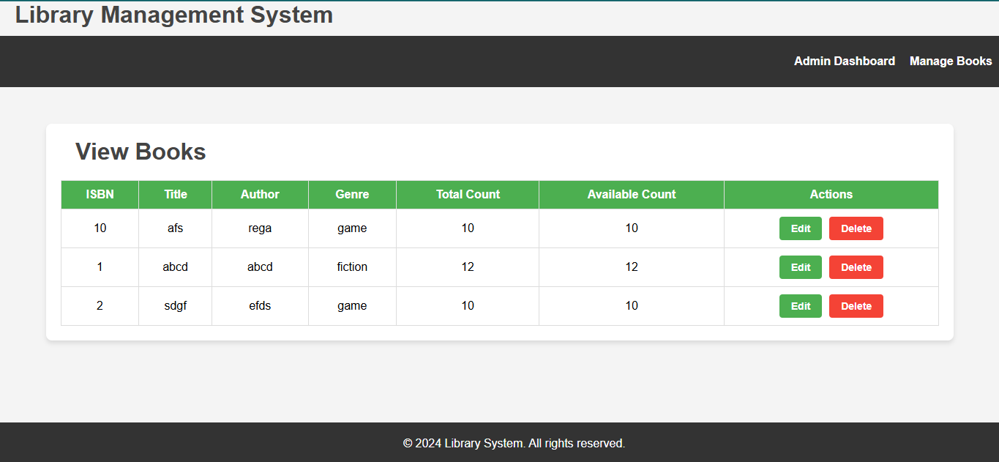 Library Management System
Admin Dashboard Manage Books
View Books
ISBN Title Author Genre Total Count Available Count Actions
10 afs rega game 10 10 Edit Delete
1 abcd abcd fiction 12 12 Edit Delete
2 sdgf efds game 10 10 Edit Delete
© 2024 Library System. All rights reserved.